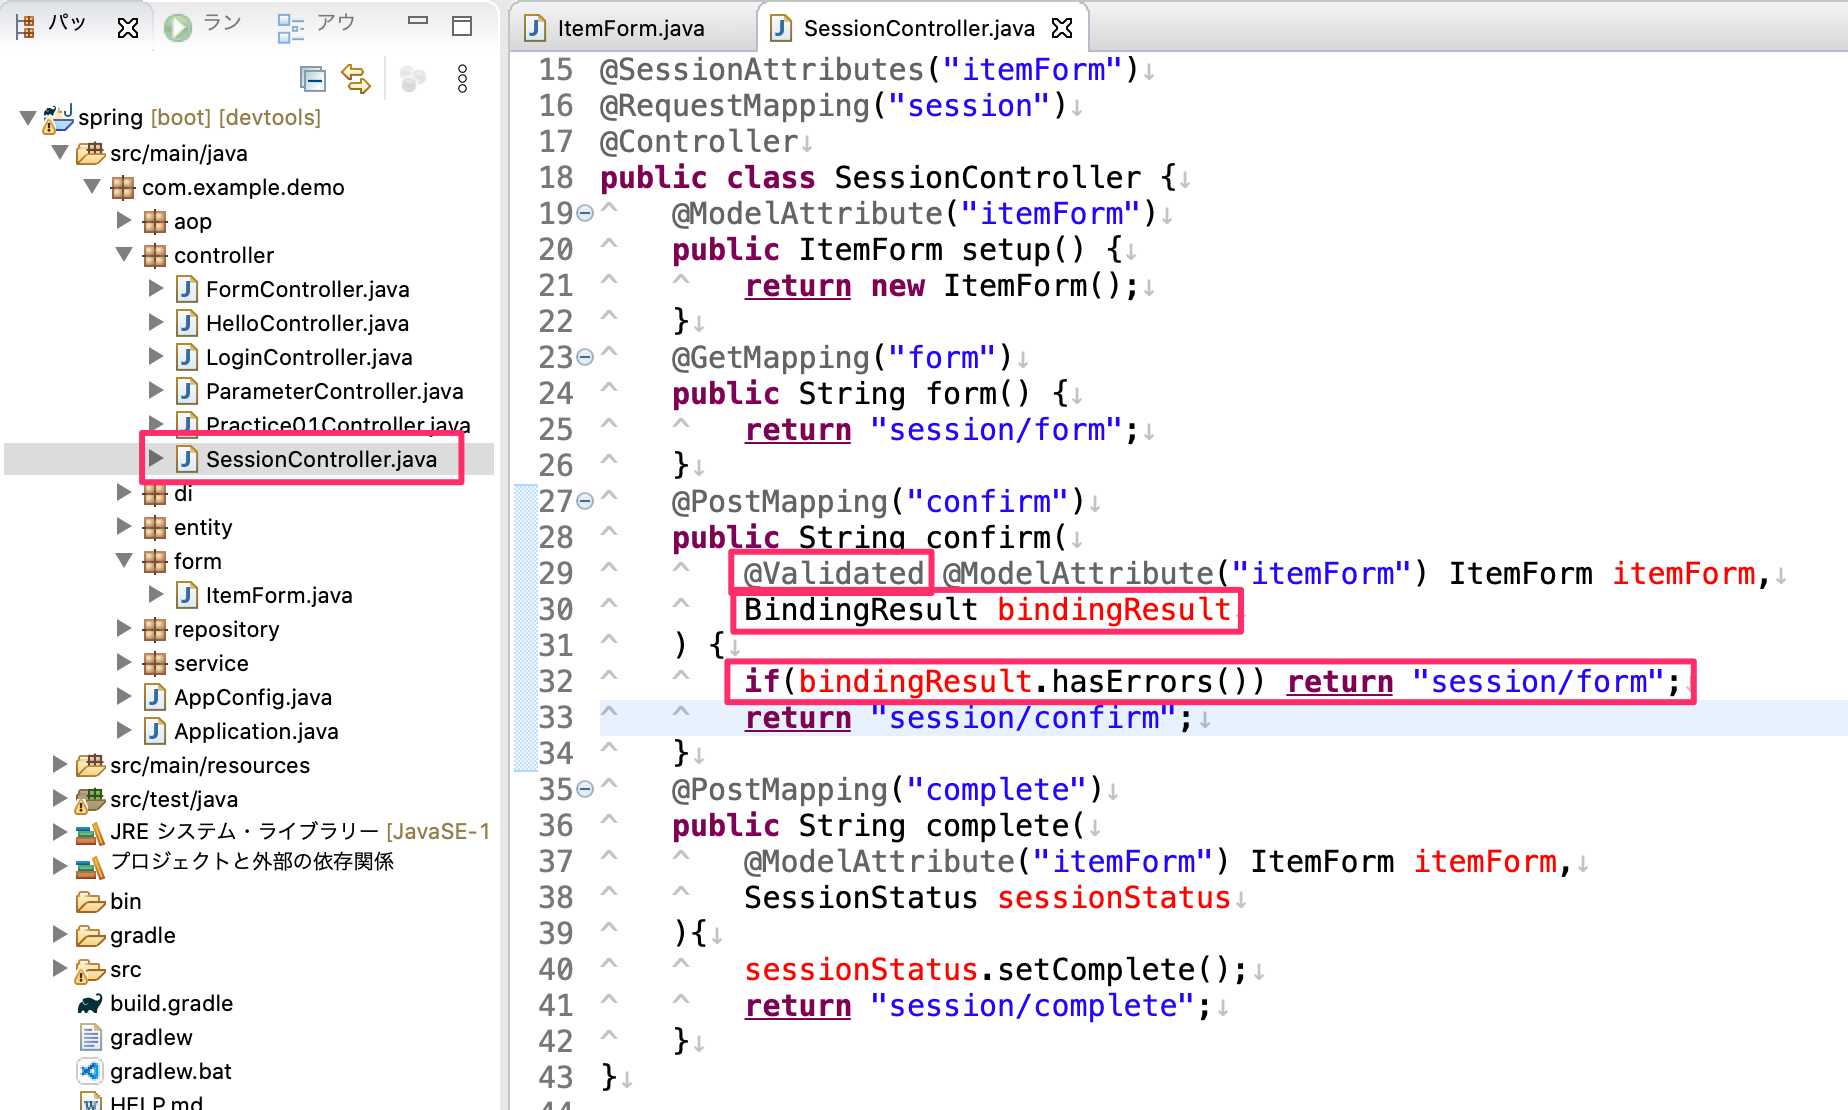 パッ
ラン
アウ
spring [boot] [devtools]
src/main/java
com.example.demo
aop
controller
FormController.java
HelloController.java
LoginController.java
ParameterController.java
Practice01Controller.java
SessionController.java
di
entity
form
ItemForm.java
repository
service
AppConfig.java
Application.java
src/main/resources
src/test/java
JRE システム・ライブラリー [JavaSE-1
プロジェクトと外部の依存関係
bin
gradle
src
build.gradle
gradlew
gradlew.bat
HELP.md
ItemForm.java
SessionController.java
15 @SessionAttributes("itemForm")↓
16 @RequestMapping("session")↓
17 @Controller↓
18 public class SessionController {↓
19 ^ @ModelAttribute("itemForm")↓
20 ^ public ItemForm setup() {↓
21 ^ ^ return new ItemForm();↓
22 ^ }↓
23 ^ @GetMapping("form")↓
24 ^ public String form() {↓
25 ^ ^ return "session/form";↓
26 ^ }↓
27 ^ @PostMapping("confirm")↓
28 ^ public String confirm(↓
29 ^ ^ @Validated @ModelAttribute("itemForm") ItemForm itemForm,↓
30 ^ ^ BindingResult bindingResult↓
31 ^ ) {↓
32 ^ ^ if(bindingResult.hasErrors()) return "session/form";↓
33 ^ ^ return "session/confirm";↓
34 ^ }↓
35 ^ @PostMapping("complete")↓
36 ^ public String complete(↓
37 ^ ^ @ModelAttribute("itemForm") ItemForm itemForm,↓
38 ^ ^ SessionStatus sessionStatus↓
39 ^ ){↓
40 ^ ^ sessionStatus.setComplete();↓
41 ^ ^ return "session/complete";↓
42 ^ }↓
43 }↓
44